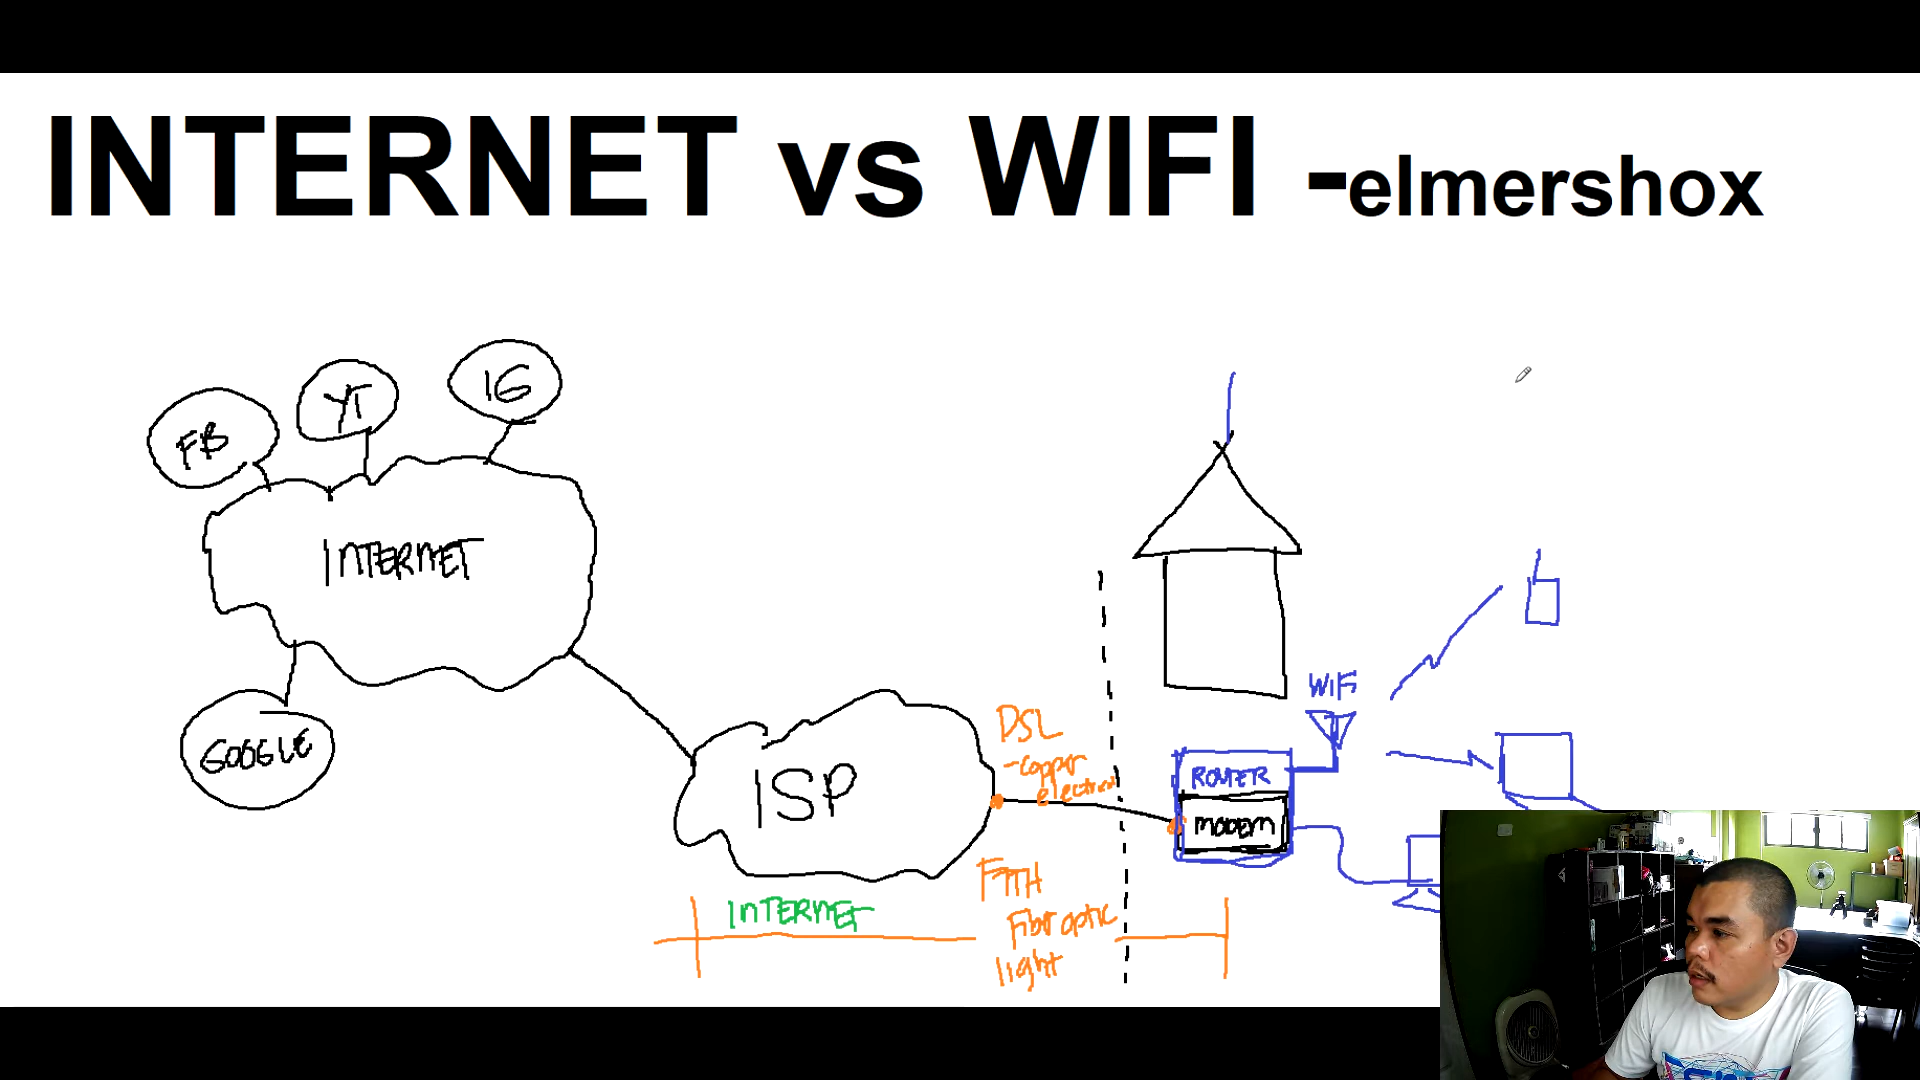 INTERNET vs WIFI -elmershox
FB
YT
IG
INTERNET
GOOGLE
ISP
DSL
-copper
electron
WIFI
ROUTER
MODEM
FTTH
Fibr optic
light
INTERNET